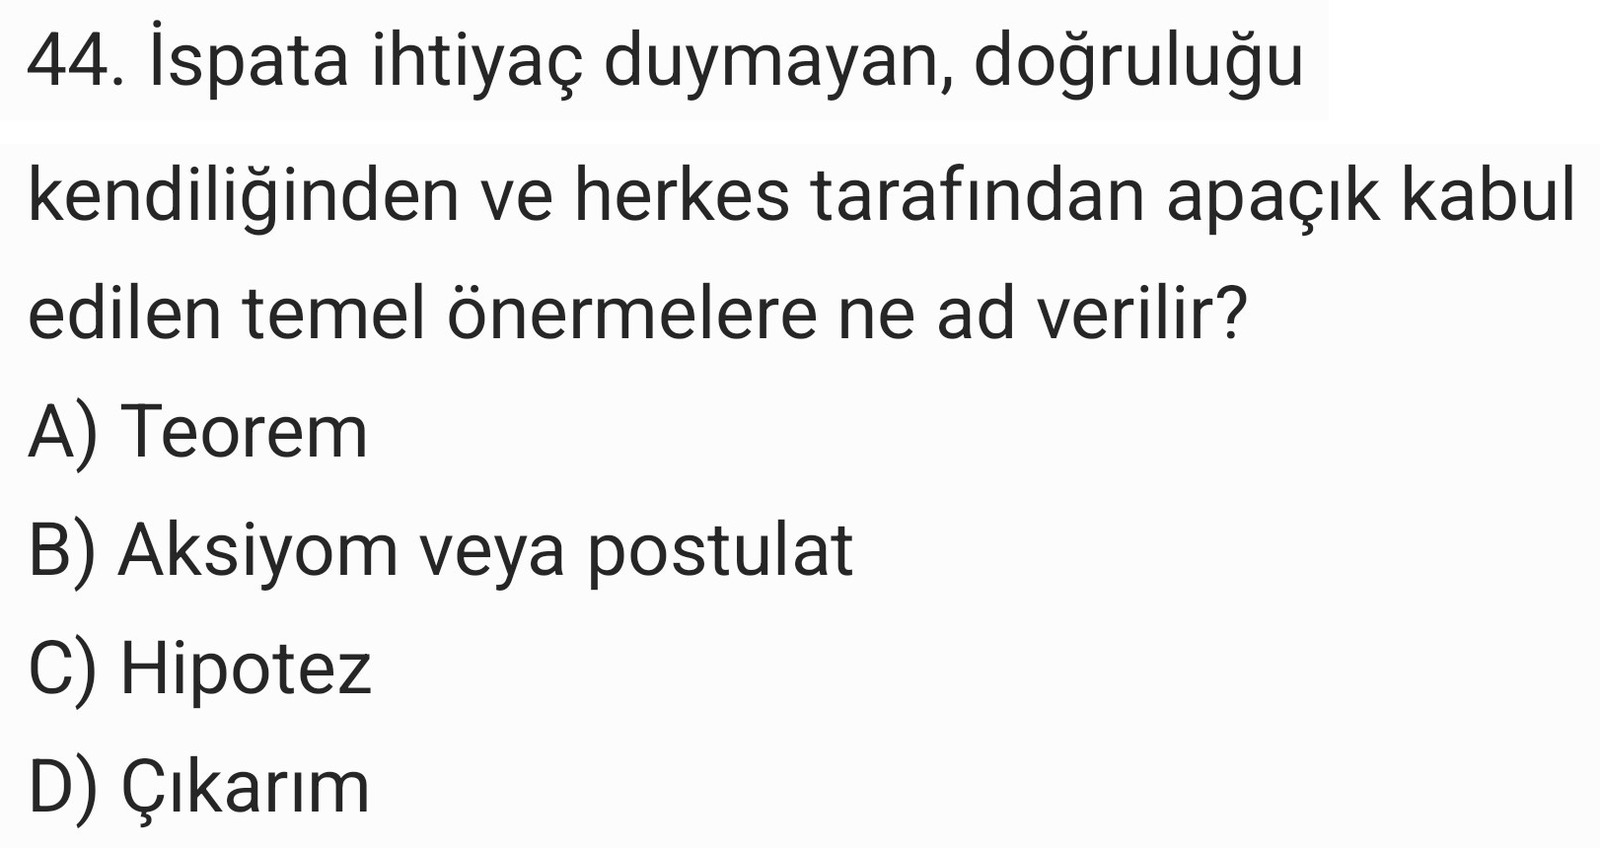 44. İspata ihtiyaç duymayan, doğruluğu
kendiliğinden ve herkes tarafından apaçık kabul
edilen temel önermelere ne ad verilir?
A) Teorem
B) Aksiyom veya postulat
C) Hipotez
D) Çıkarım